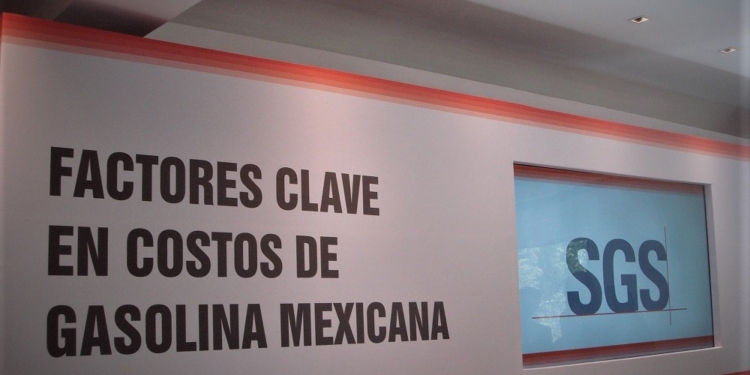 FACTORES CLAVE
EN COSTOS DE
GASOLINA MEXICANA
SGS